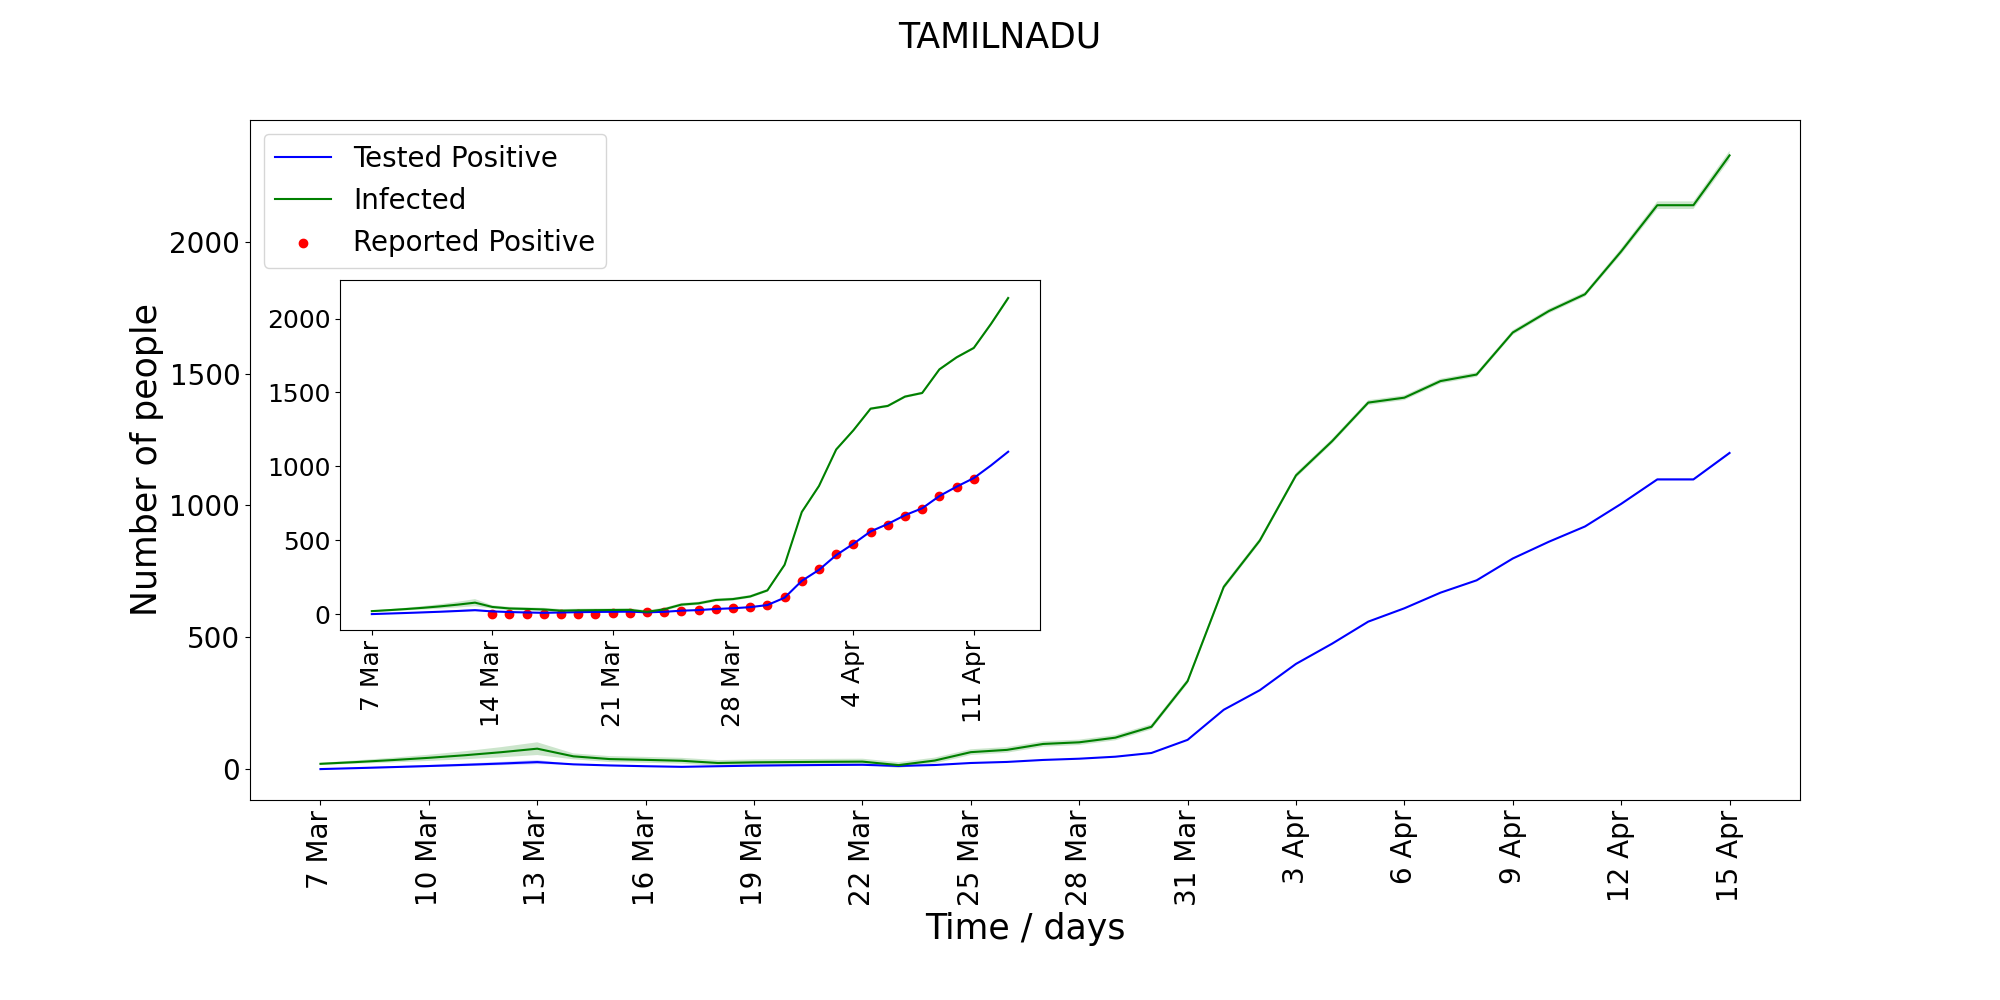 TAMILNADU
Tested Positive
Infected
Reported Positive
Number of people
2000
1500
1000
500
0
2000
1500
1000
500
0
7 Mar
14 Mar
21 Mar
28 Mar
4 Apr
11 Apr
7 Mar
10 Mar
13 Mar
16 Mar
19 Mar
22 Mar
25 Mar
28 Mar
31 Mar
3 Apr
6 Apr
9 Apr
12 Apr
15 Apr
Time / days